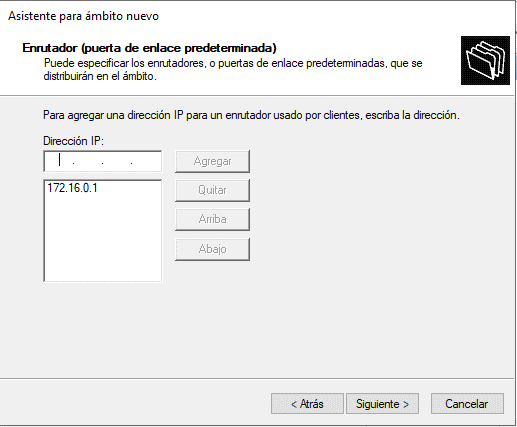 Asistente para ámbito nuevo
Enrutador (puerta de enlace predeterminada)
Puede especificar los enrutadores, o puertas de enlace predeterminadas, que se
distribuirán en el ámbito.
Para agregar una dirección IP para un enrutador usado por clientes, escriba la dirección.
Dirección IP:
. . .
Agregar
172.16.0.1
Quitar
Arriba
Abajo
< Atrás
Siguiente >
Cancelar